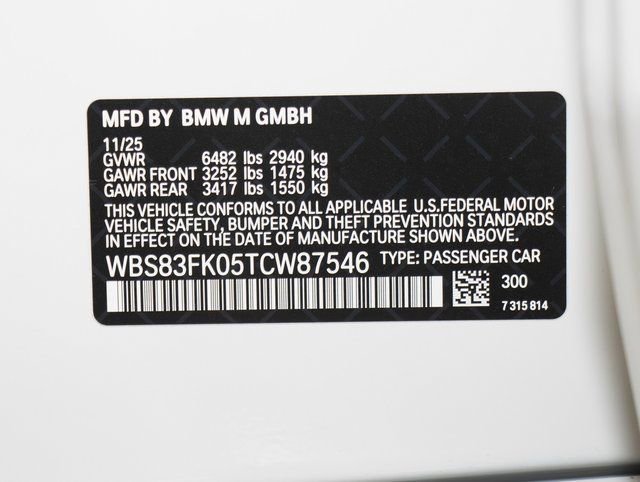 MFD BY BMW M GMBH
11/25
GVWR 6482 lbs 2940 kg
GAWR FRONT 3252 lbs 1475 kg
GAWR REAR 3417 lbs 1550 kg
THIS VEHICLE CONFORMS TO ALL APPLICABLE U.S.FEDERAL MOTOR
VEHICLE SAFETY, BUMPER AND THEFT PREVENTION STANDARDS
IN EFFECT ON THE DATE OF MANUFACTURE SHOWN ABOVE.
WBS83FK05TCW87546 TYPE: PASSENGER CAR
300
7 315 814